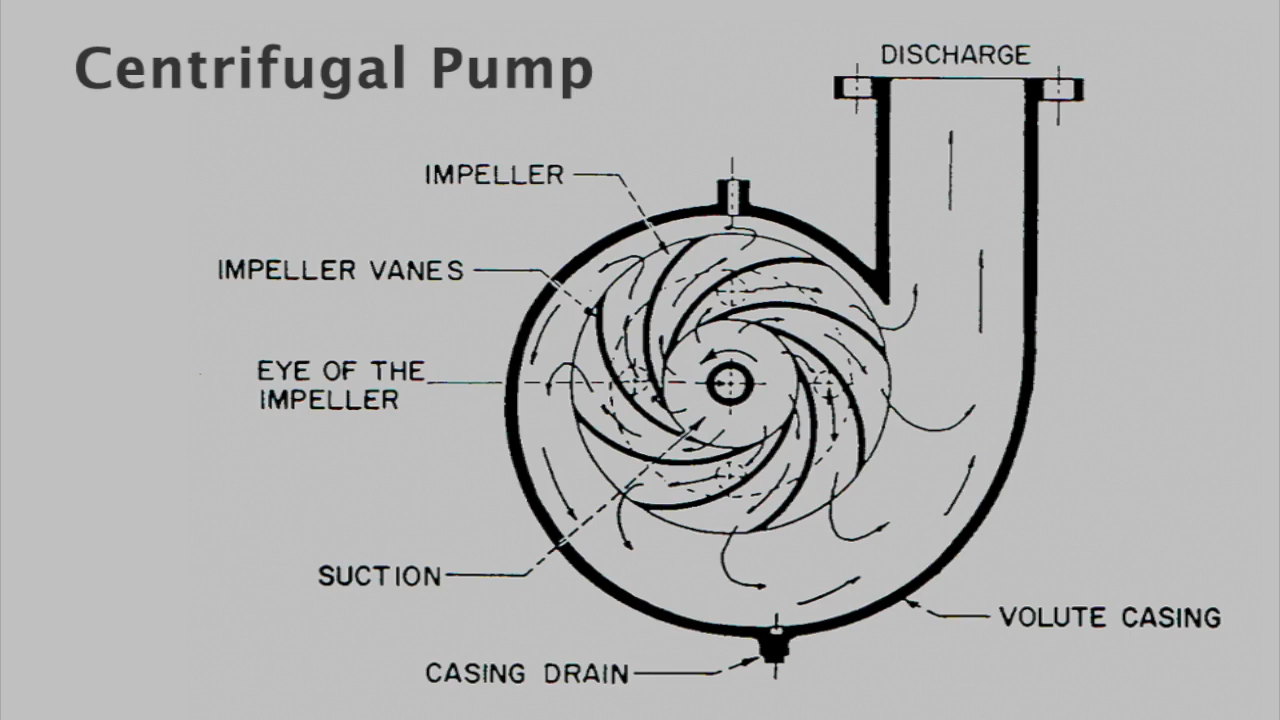 Centrifugal Pump
DISCHARGE
IMPELLER
IMPELLER VANES
EYE OF THE
IMPELLER
SUCTION
VOLUTE CASING
CASING DRAIN